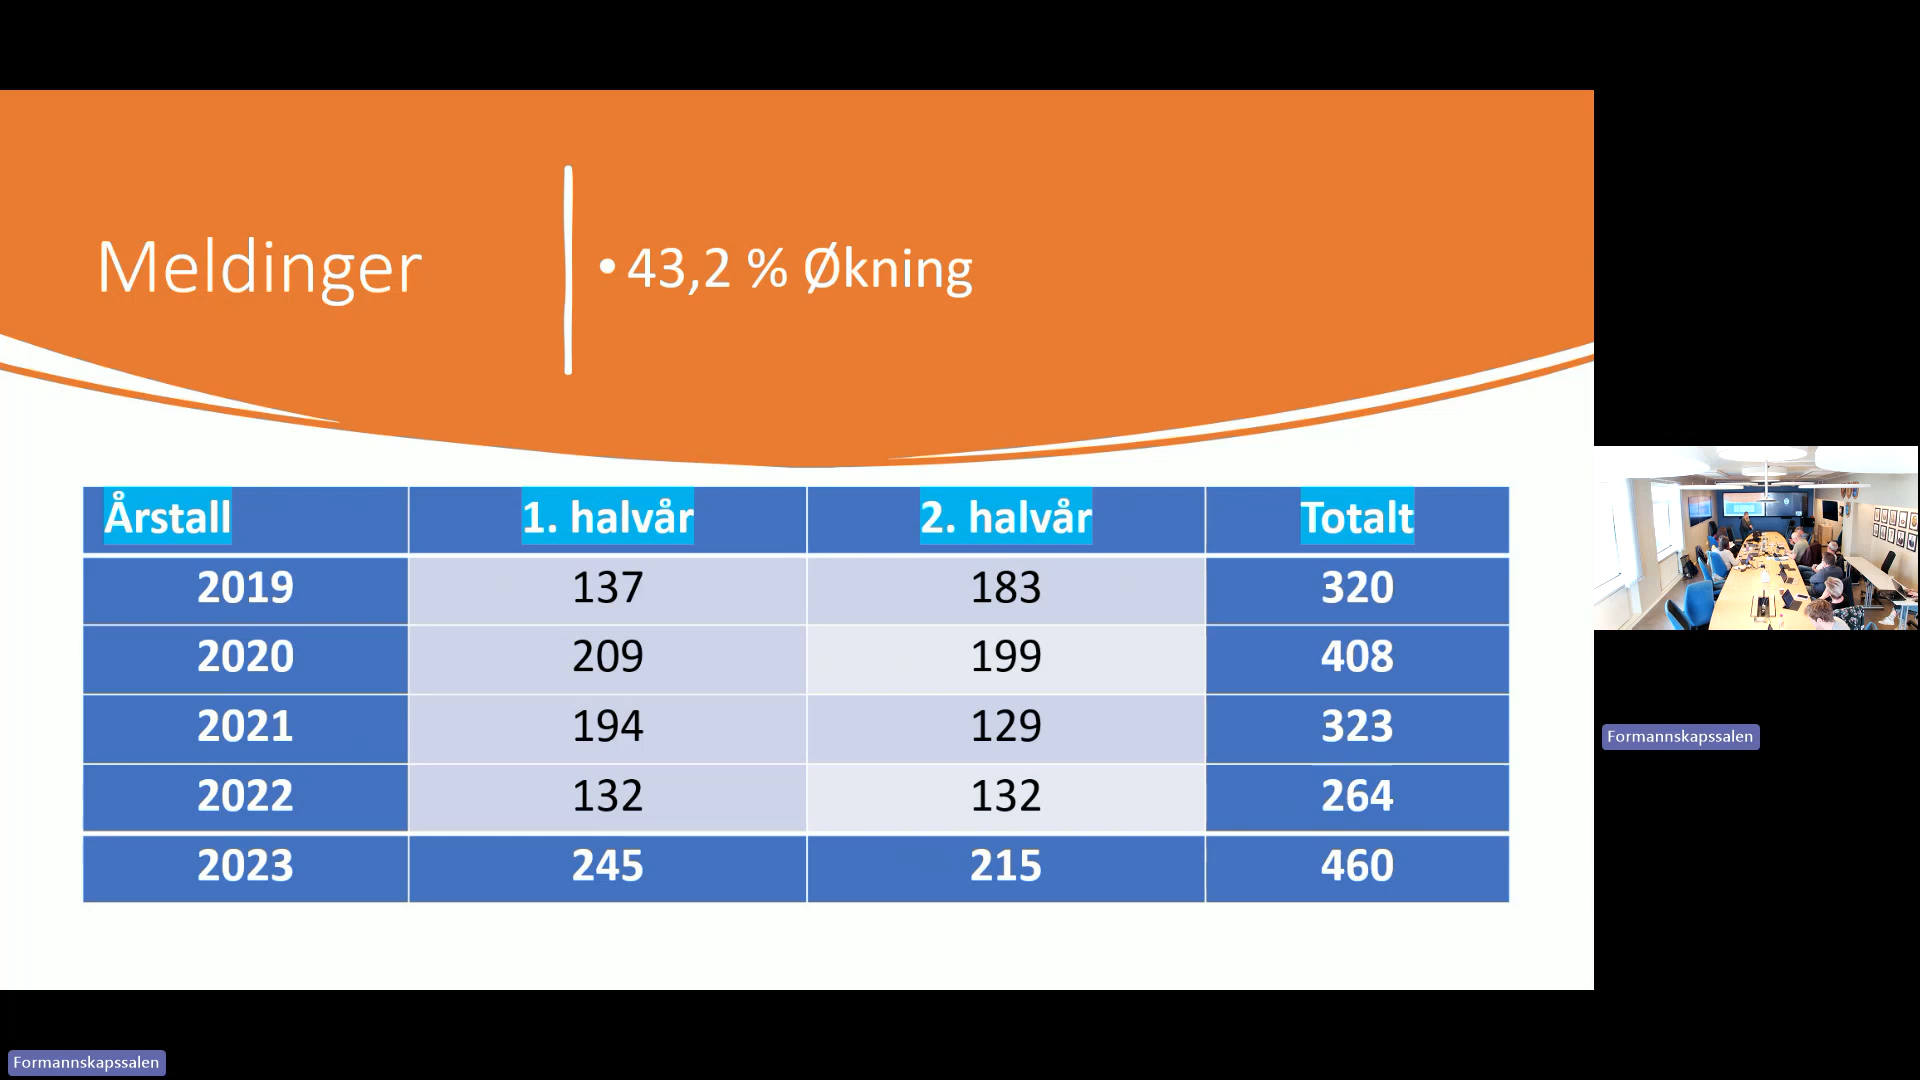 Meldinger
• 43,2 % Økning
Årstall 1. halvår 2. halvår Totalt
2019 137 183 320
2020 209 199 408
2021 194 129 323
2022 132 132 264
2023 245 215 460
Formannskapssalen
Formannskapssalen